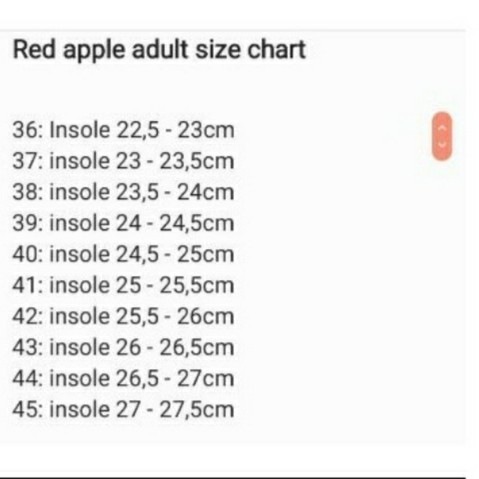 Red apple adult size chart
36: Insole 22,5 - 23cm
37: insole 23 - 23,5cm
38: insole 23,5 - 24cm
39: insole 24 - 24,5cm
40: insole 24,5 - 25cm
41: insole 25 - 25,5cm
42: insole 25,5 - 26cm
43: insole 26 - 26,5cm
44: insole 26,5 - 27cm
45: insole 27 - 27,5cm